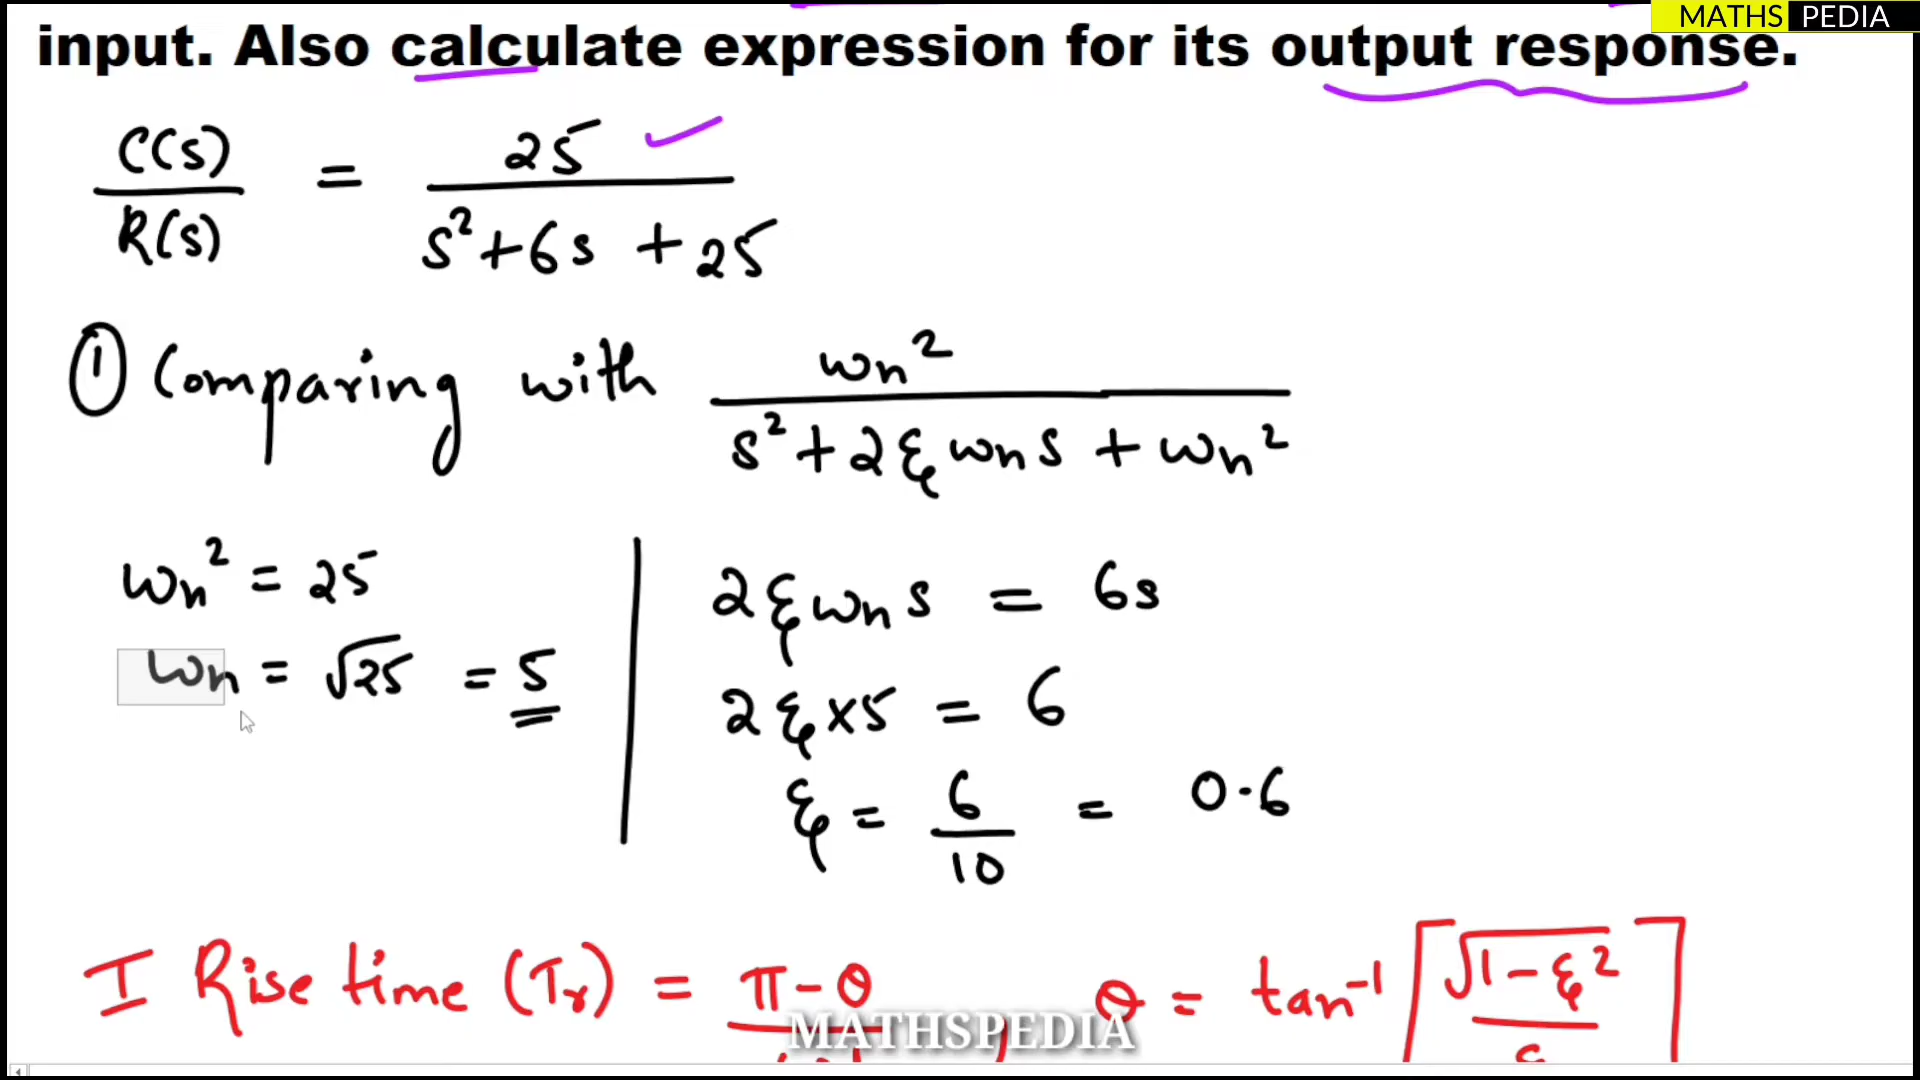 MATHS PEDIA
input. Also calculate expression for its output response.
C(s)/R(s) = 25/(s²+6s+25)
① Comparing with ωn²/(s²+2ξωns+ωn²)
ωn² = 25
ωn = √25 = 5
2ξωns = 6s
2ξ×5 = 6
ξ = 6/10 = 0.6
I Rise time (Tr) = π-θ
θ = tan⁻¹[√1-ξ²
MATHSPEDIA